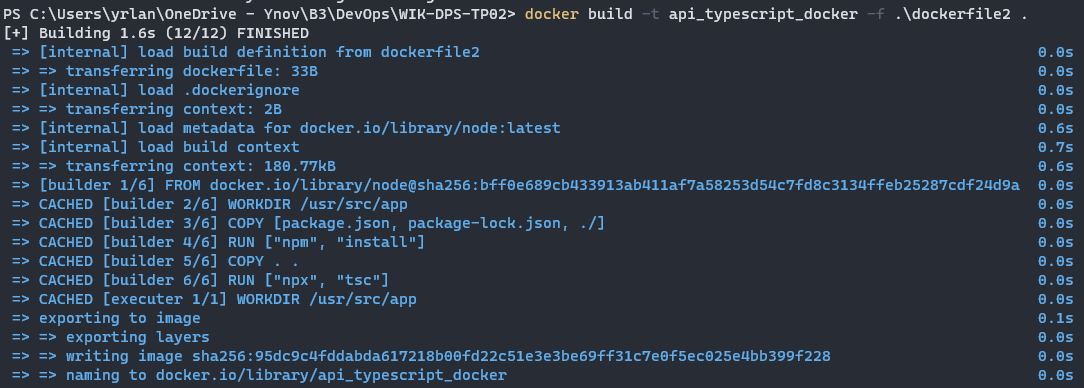 PS C:\Users\yrlan\OneDrive - Ynov\B3\DevOps\WIK-DPS-TP02> docker build -t api_typescript_docker -f .\dockerfile2 .
[+] Building 1.6s (12/12) FINISHED
=> [internal] load build definition from dockerfile2 0.0s
=> => transferring dockerfile: 33B 0.0s
=> [internal] load .dockerignore 0.0s
=> => transferring context: 2B 0.0s
=> [internal] load metadata for docker.io/library/node:latest 0.6s
=> [internal] load build context 0.7s
=> => transferring context: 180.77kB 0.6s
=> [builder 1/6] FROM docker.io/library/node@sha256:bff0e689cb433913ab411af7a58253d54c7fd8c3134ffeb25287cdf24d9a 0.0s
=> CACHED [builder 2/6] WORKDIR /usr/src/app 0.0s
=> CACHED [builder 3/6] COPY [package.json, package-lock.json, ./] 0.0s
=> CACHED [builder 4/6] RUN ["npm", "install"] 0.0s
=> CACHED [builder 5/6] COPY . . 0.0s
=> CACHED [builder 6/6] RUN ["npx", "tsc"] 0.0s
=> CACHED [executer 1/1] WORKDIR /usr/src/app 0.0s
=> exporting to image 0.1s
=> => exporting layers 0.0s
=> => writing image sha256:95dc9c4fddabda617218b00fd22c51e3e3be69ff31c7e0f5ec025e4bb399f228 0.0s
=> => naming to docker.io/library/api_typescript_docker 0.0s